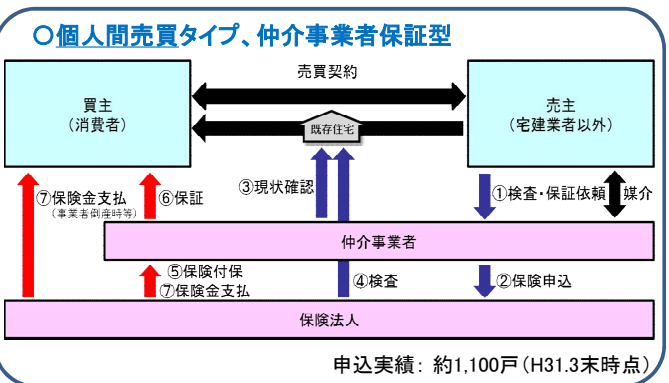 ○個人間売買タイプ、仲介事業者保証型
売買契約
買主
(消費者)
既存住宅
売主
(宅建業者以外)
⑦保険金支払
(事業者倒産時等)
⑥保証
③現状確認
①検査・保証依頼
媒介
仲介事業者
⑤保険付保
⑦保険金支払
④検査
②保険申込
保険法人
申込実績：約1,100戸(H31.3末時点)